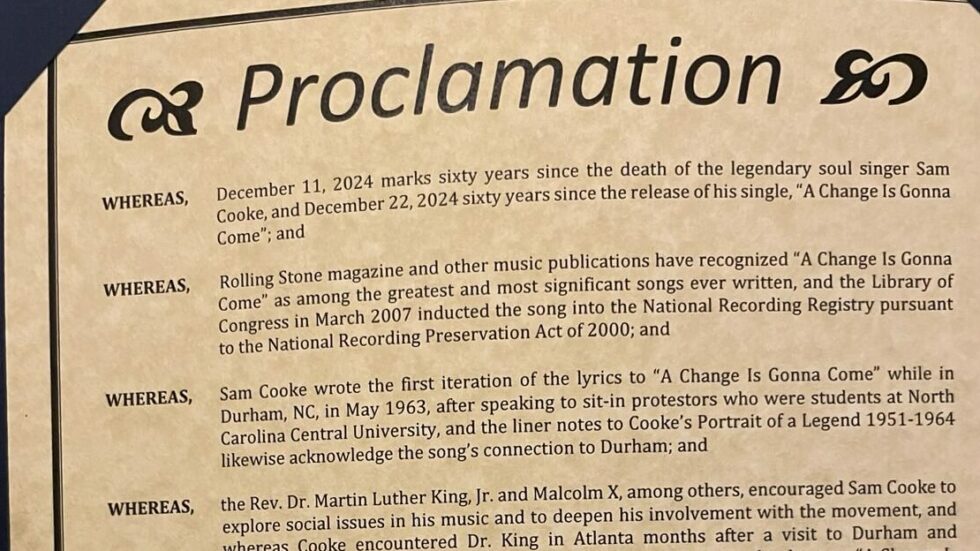 Proclamation
WHEREAS, December 11, 2024 marks sixty years since the death of the legendary soul singer Sam
Cooke, and December 22, 2024 sixty years since the release of his single, “A Change Is Gonna
Come”; and
WHEREAS, Rolling Stone magazine and other music publications have recognized “A Change Is Gonna
Come” as among the greatest and most significant songs ever written, and the Library of
Congress in March 2007 inducted the song into the National Recording Registry pursuant
to the National Recording Preservation Act of 2000; and
WHEREAS, Sam Cooke wrote the first iteration of the lyrics to “A Change Is Gonna Come” while in
Durham, NC, in May 1963, after speaking to sit-in protestors who were students at North
Carolina Central University, and the liner notes to Cooke’s Portrait of a Legend 1951-1964
likewise acknowledge the song’s connection to Durham; and
WHEREAS, the Rev. Dr. Martin Luther King, Jr. and Malcolm X, among others, encouraged Sam Cooke to
explore social issues in his music and to deepen his involvement with the movement, and
whereas Cooke encountered Dr. King in Atlanta months after a visit to Durham and